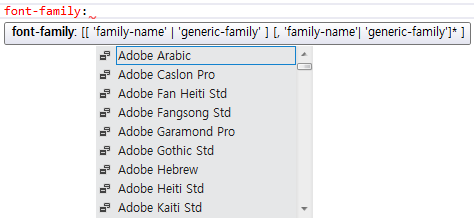 font-family:
font-family: [[ 'family-name' | 'generic-family' ] [, 'family-name'| 'generic-family']* ]
Adobe Arabic
Adobe Caslon Pro
Adobe Fan Heiti Std
Adobe Fangsong Std
Adobe Garamond Pro
Adobe Gothic Std
Adobe Hebrew
Adobe Heiti Std
Adobe Kaiti Std